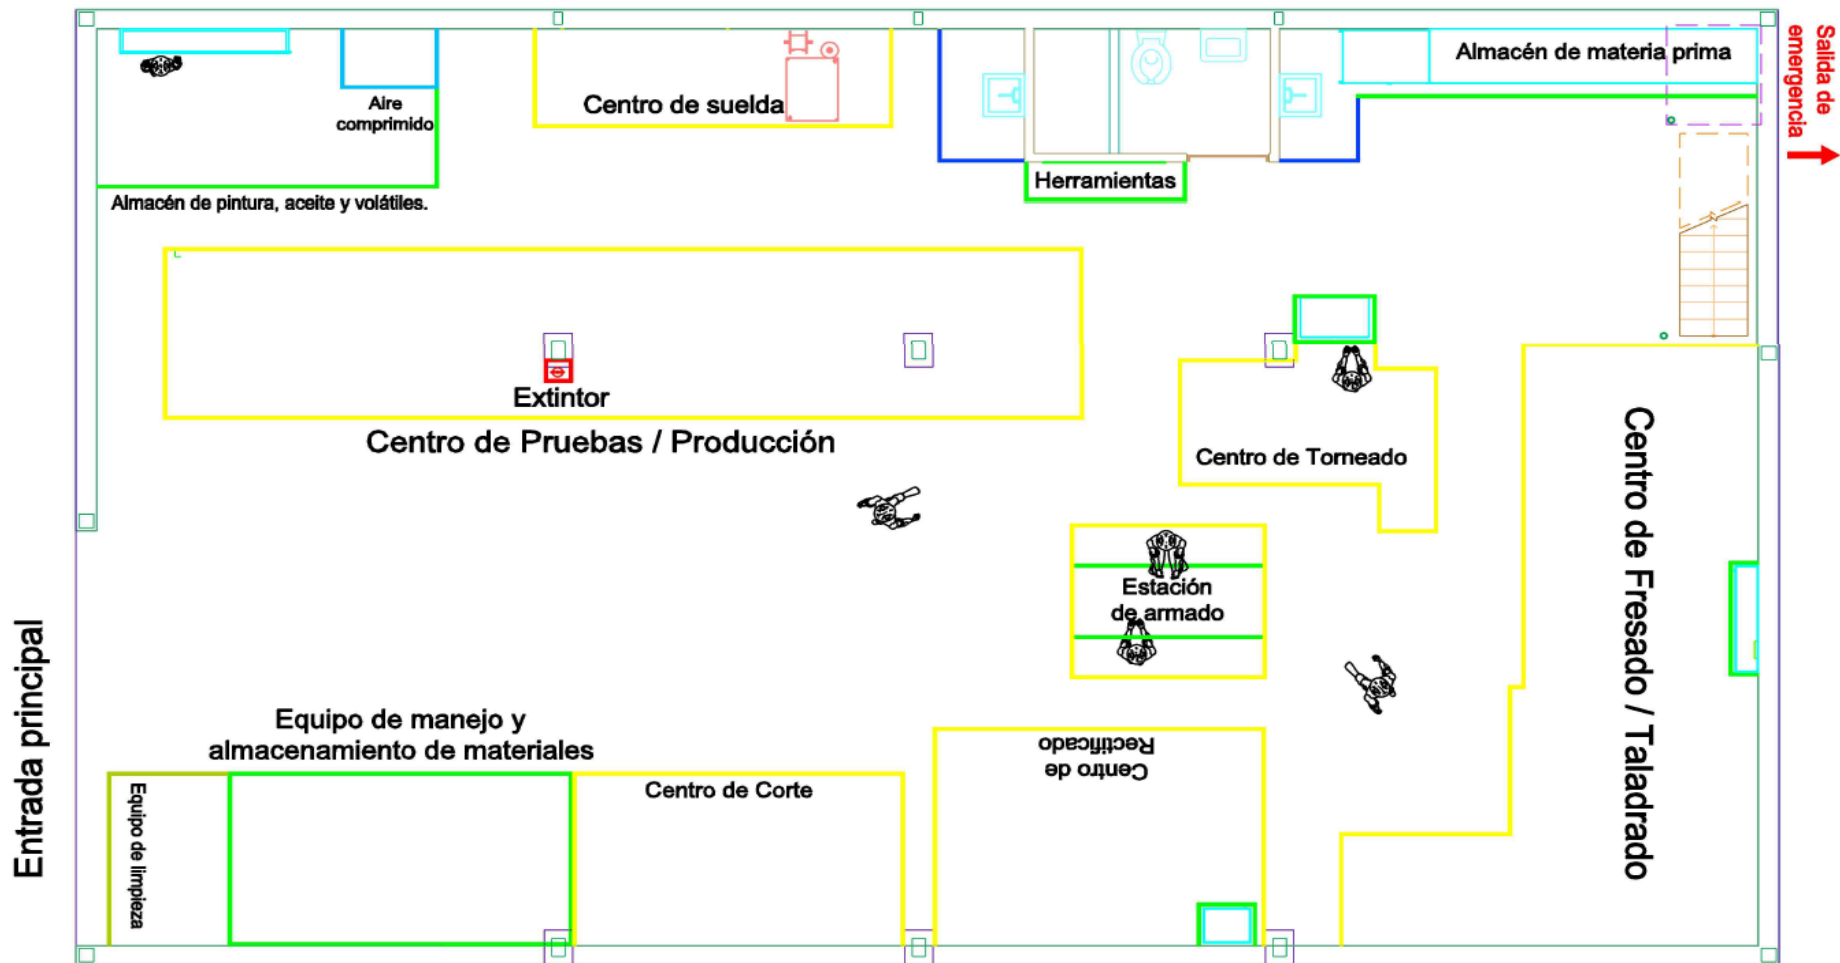 Almacén de materia prima
Salida de
emergencia
Aire
comprimido
Centro de suelda
Herramientas
Almacén de pintura, aceite y volátiles.
Extintor
Centro de Pruebas / Producción
Centro de Torneado
Centro de Fresado / Taladrado
Estación
de armado
Entrada principal
Equipo de manejo y
almacenamiento de materiales
Centro de
Rectificado
Centro de Corte
Equipo de limpieza